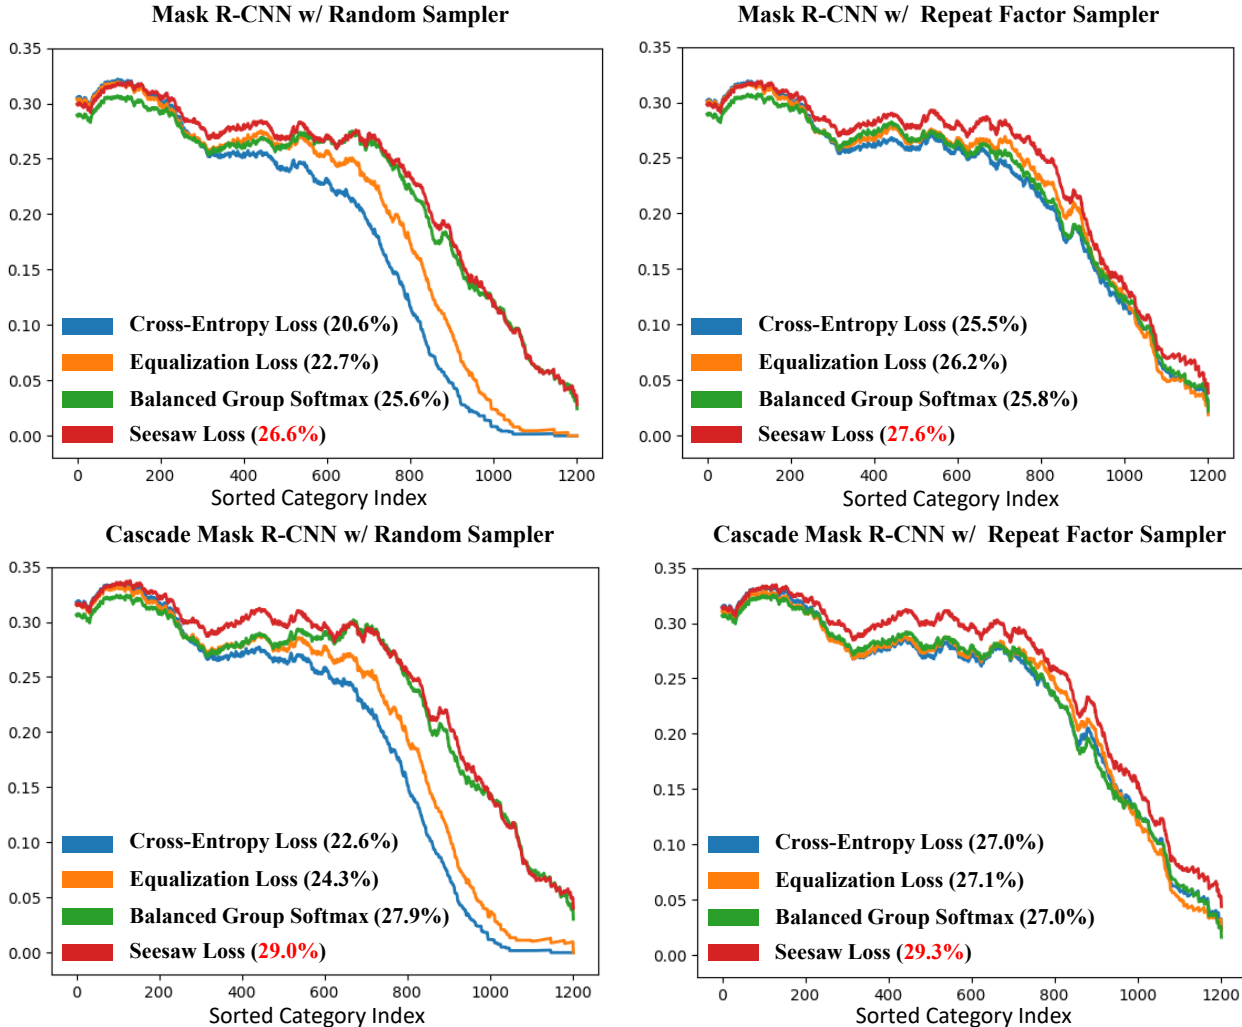 Mask R-CNN w/ Random Sampler
0.35
0.30
0.25
0.20
0.15
0.10
0.05
0.00
Cross-Entropy Loss (20.6%)
Equalization Loss (22.7%)
Balanced Group Softmax (25.6%)
Seesaw Loss (26.6%)
0 200 400 600 800 1000 1200
Sorted Category Index
Mask R-CNN w/ Repeat Factor Sampler
0.35
0.30
0.25
0.20
0.15
0.10
0.05
0.00
Cross-Entropy Loss (25.5%)
Equalization Loss (26.2%)
Balanced Group Softmax (25.8%)
Seesaw Loss (27.6%)
0 200 400 600 800 1000 1200
Sorted Category Index
Cascade Mask R-CNN w/ Random Sampler
0.35
0.30
0.25
0.20
0.15
0.10
0.05
0.00
Cross-Entropy Loss (22.6%)
Equalization Loss (24.3%)
Balanced Group Softmax (27.9%)
Seesaw Loss (29.0%)
0 200 400 600 800 1000 1200
Sorted Category Index
Cascade Mask R-CNN w/ Repeat Factor Sampler
0.35
0.30
0.25
0.20
0.15
0.10
0.05
0.00
Cross-Entropy Loss (27.0%)
Equalization Loss (27.1%)
Balanced Group Softmax (27.0%)
Seesaw Loss (29.3%)
0 200 400 600 800 1000 1200
Sorted Category Index